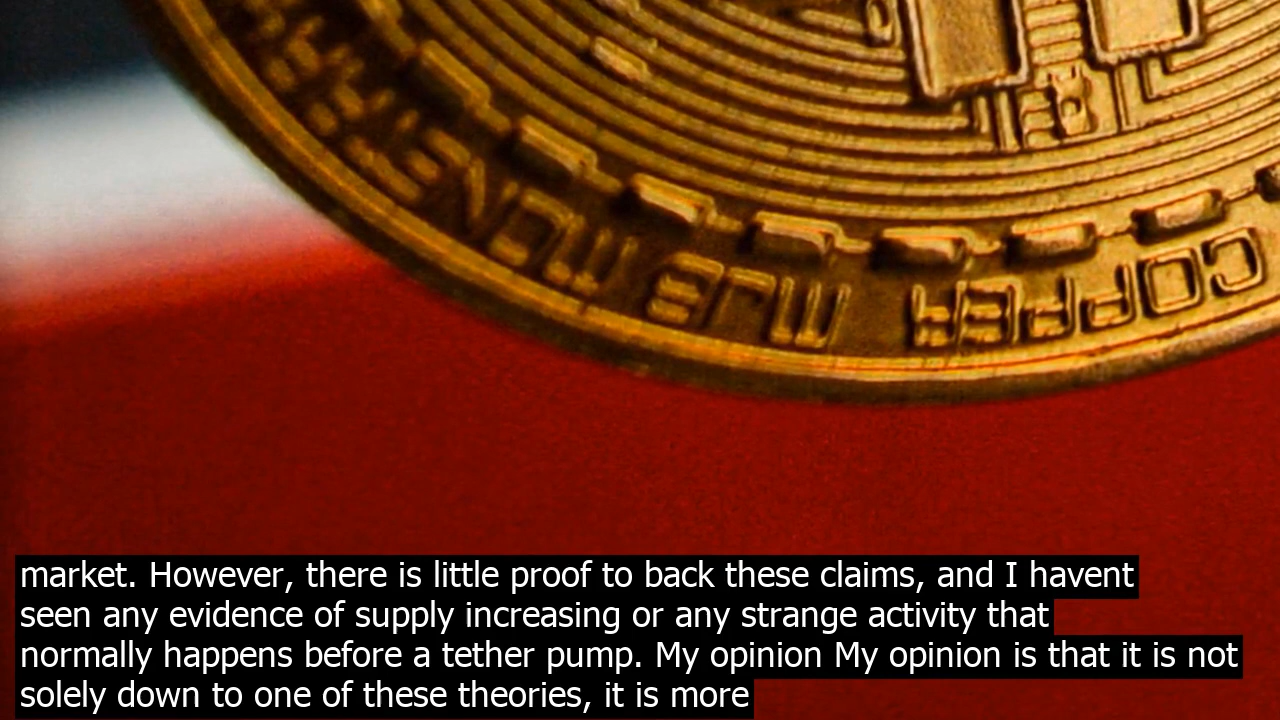 COPPER
market. However, there is little proof to back these claims, and I havent
seen any evidence of supply increasing or any strange activity that
normally happens before a tether pump. My opinion My opinion is that it is not
solely down to one of these theories, it is more